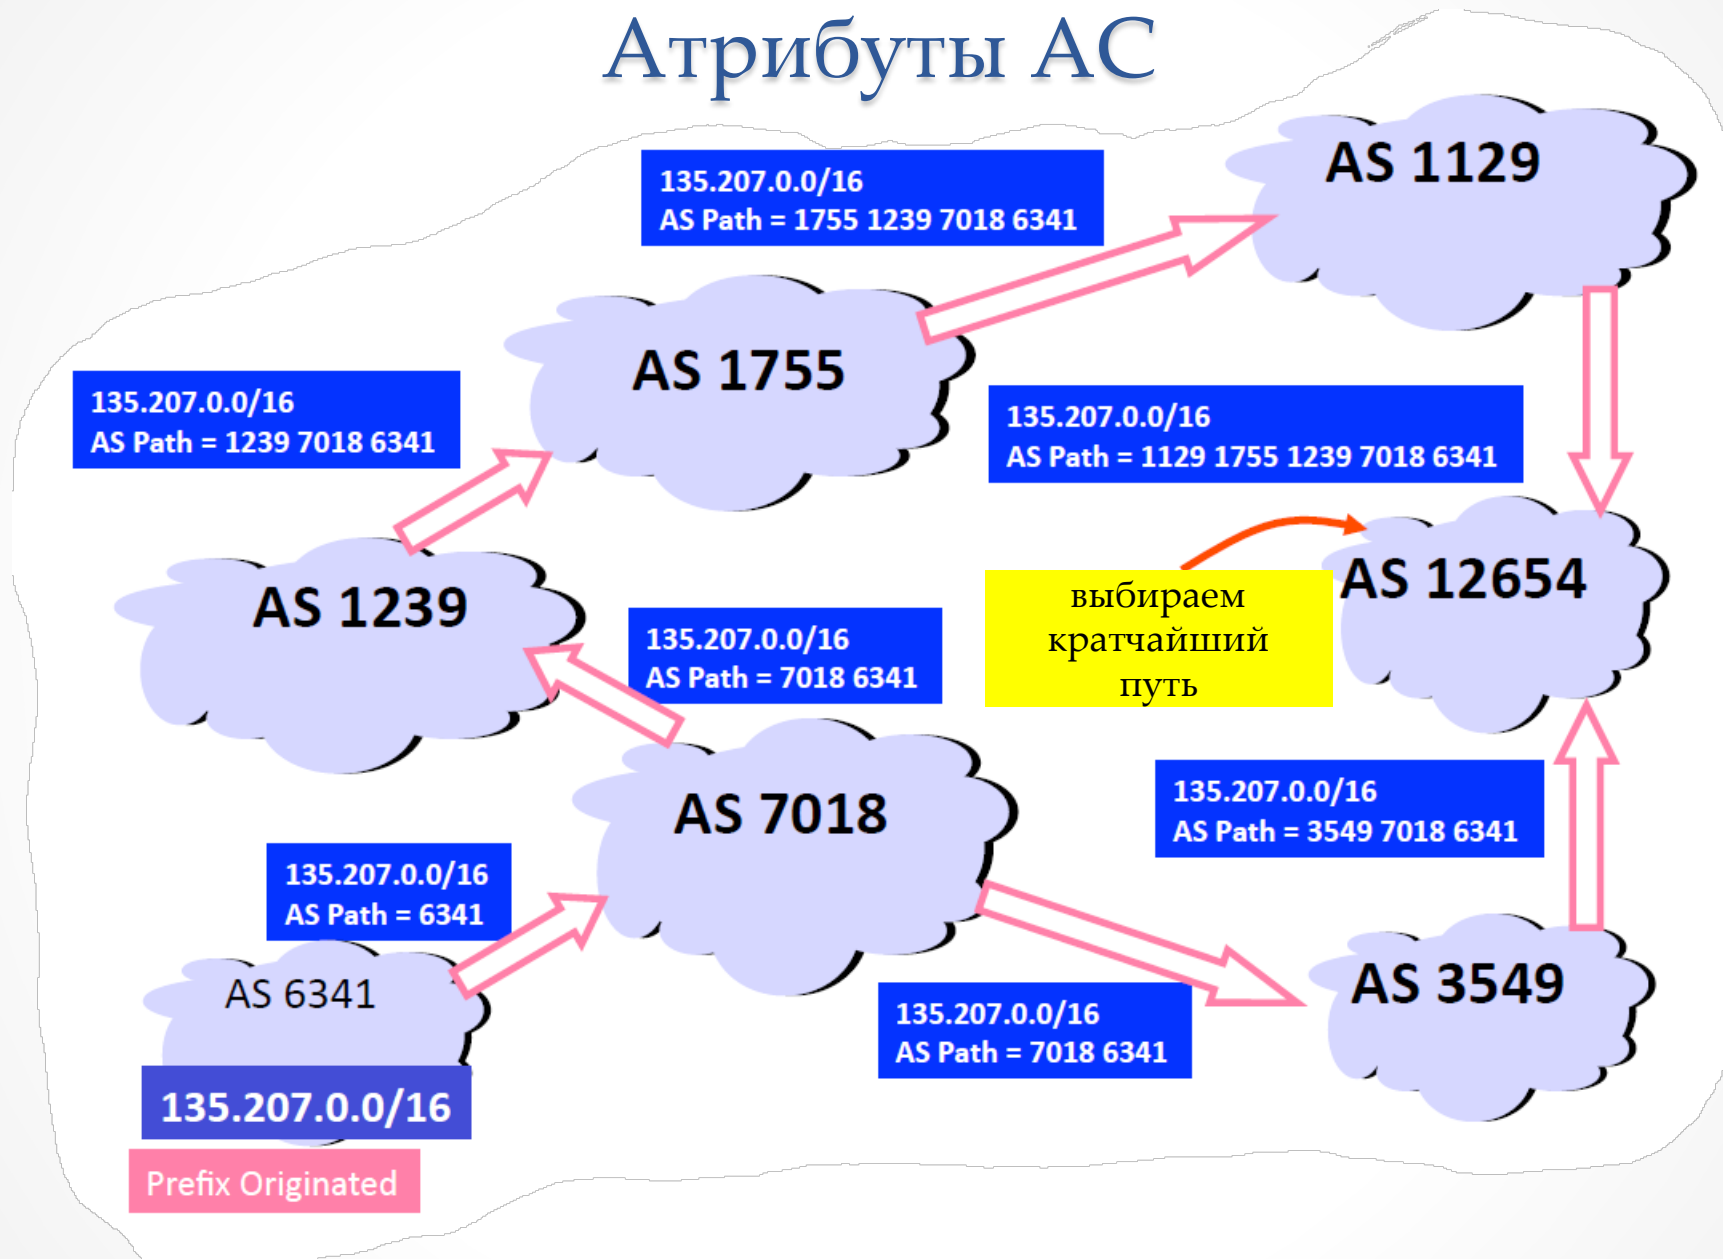 Атрибуты АС
135.207.0.0/16
AS Path = 1755 1239 7018 6341
AS 1129
AS 1755
135.207.0.0/16
AS Path = 1239 7018 6341
135.207.0.0/16
AS Path = 1129 1755 1239 7018 6341
AS 1239
135.207.0.0/16
AS Path = 7018 6341
выбираем
кратчайший
путь
AS 12654
AS 7018
135.207.0.0/16
AS Path = 3549 7018 6341
135.207.0.0/16
AS Path = 6341
AS 6341
135.207.0.0/16
AS Path = 7018 6341
AS 3549
135.207.0.0/16
Prefix Originated